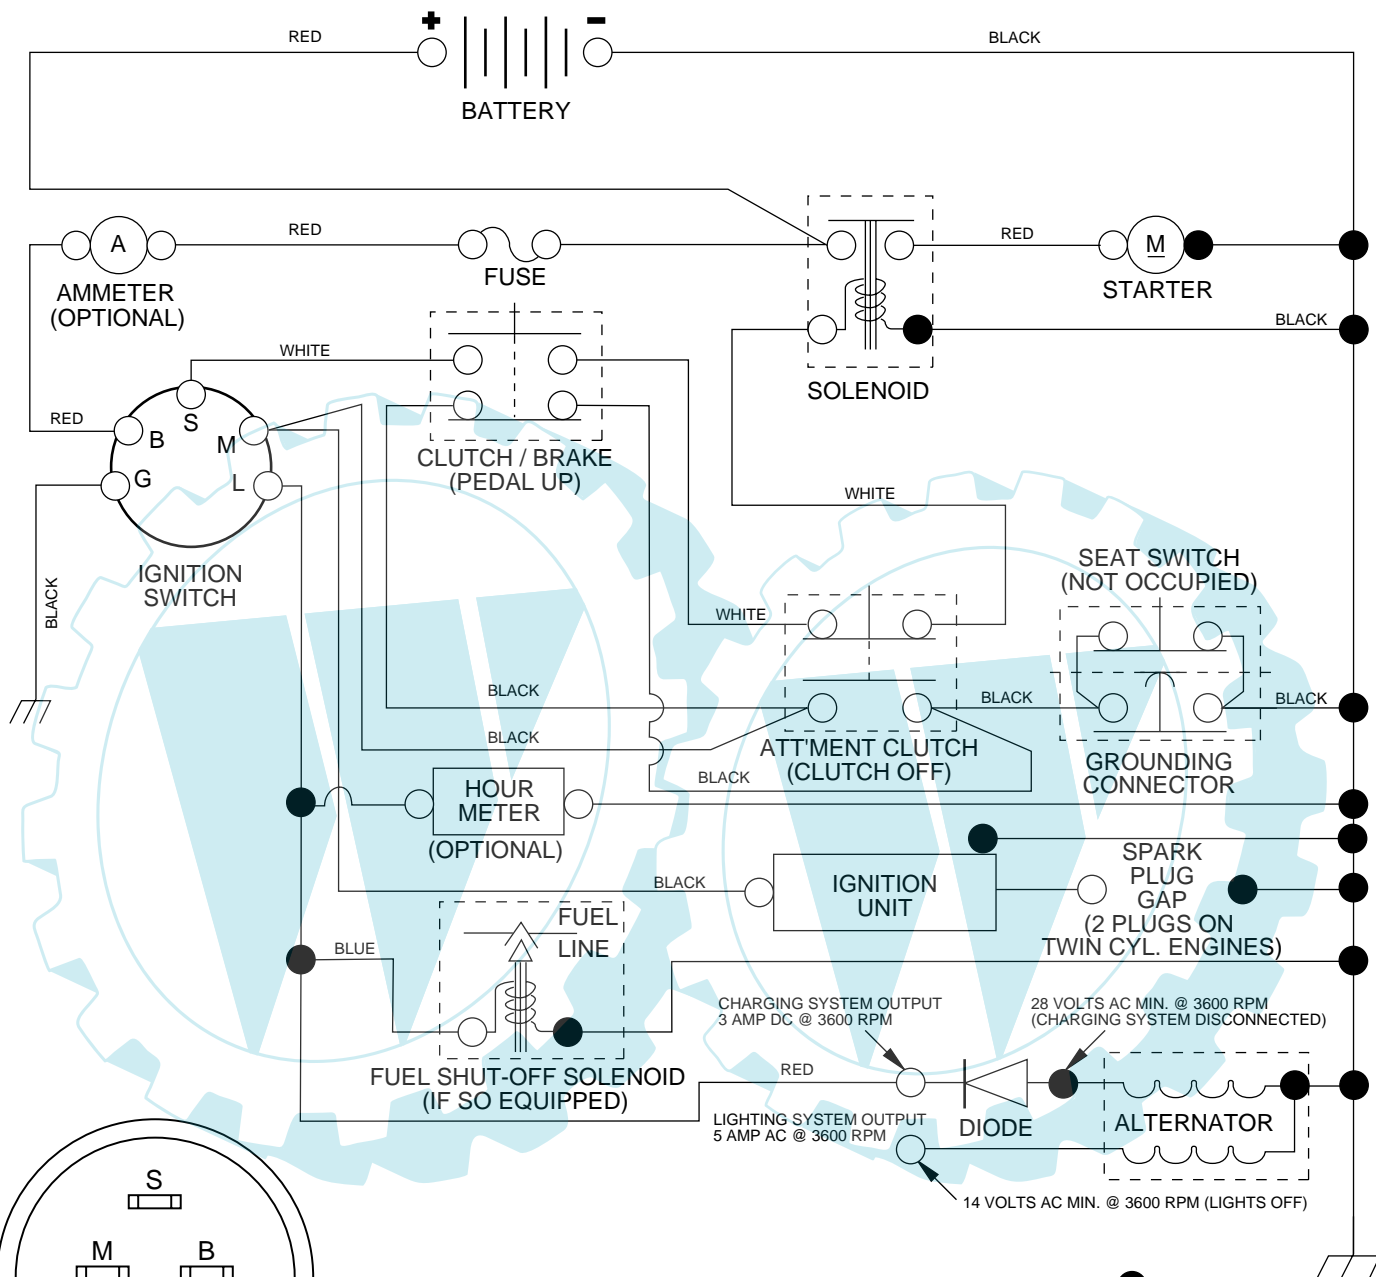 +
-
RED
BLACK
BATTERY
RED
A
FUSE
AMMETER
(OPTIONAL)
RED
M
STARTER
BLACK
SOLENOID
WHITE
RED
S
B
M
G
L
CLUTCH / BRAKE
(PEDAL UP)
WHITE
IGNITION
SWITCH
BLACK
SEAT SWITCH
(NOT OCCUPIED)
WHITE
BLACK
BLACK
BLACK
BLACK
ATT'MENT CLUTCH
(CLUTCH OFF)
GROUNDING
CONNECTOR
BLACK
HOUR
METER
(OPTIONAL)
BLACK
IGNITION
UNIT
SPARK
PLUG
GAP
(2 PLUGS ON
TWIN CYL. ENGINES)
FUEL
LINE
BLUE
CHARGING SYSTEM OUTPUT
3 AMP DC @ 3600 RPM
28 VOLTS AC MIN. @ 3600 RPM
(CHARGING SYSTEM DISCONNECTED)
FUEL SHUT-OFF SOLENOID
(IF SO EQUIPPED)
RED
LIGHTING SYSTEM OUTPUT
5 AMP AC @ 3600 RPM
DIODE
ALTERNATOR
14 VOLTS AC MIN. @ 3600 RPM (LIGHTS OFF)
S
M
B